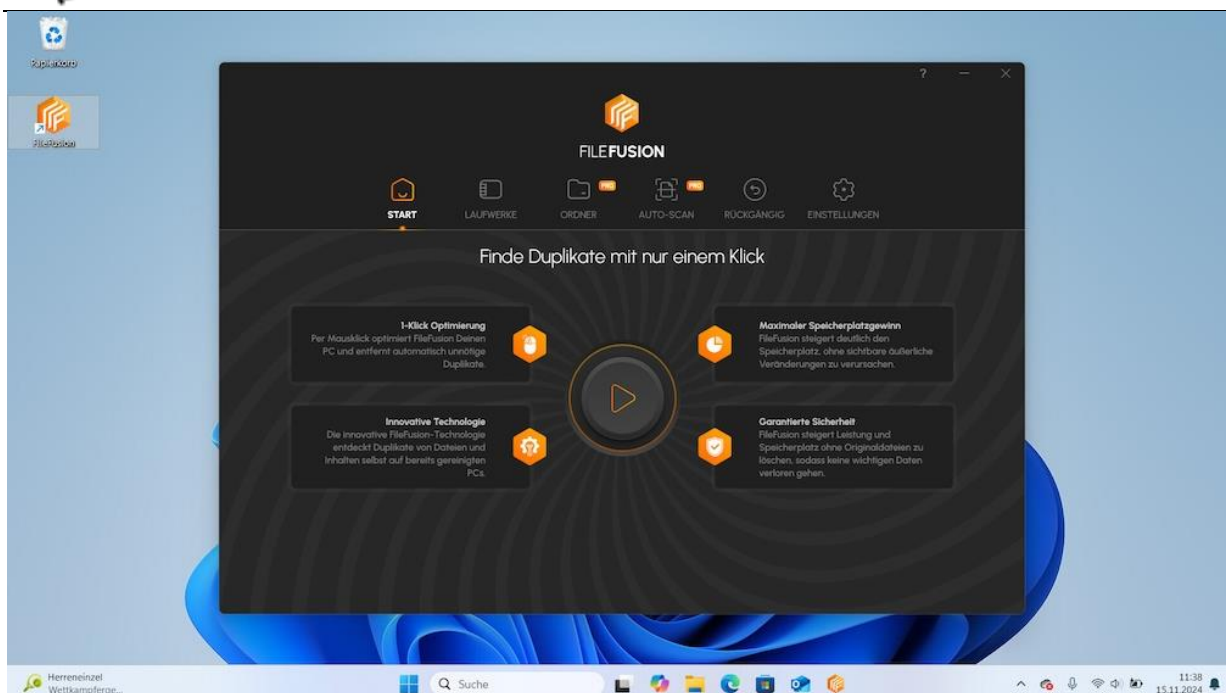 Papierkorb
FileFusion
?
FILEFUSION
PRO
PRO
START
LAUFWERKE
ORDNER
AUTO-SCAN
RÜCKGÄNGIG
EINSTELLUNGEN
Finde Duplikate mit nur einem Klick
1-Klick Optimierung
Per Mausklick optimiert FileFusion Deinen
PC und entfernt automatisch unnötige
Duplikate.
Maximaler Speicherplatzgewinn
FileFusion steigert deutlich den
Speicherplatz, ohne sichtbare äußerliche
Veränderungen zu verursachen.
Innovative Technologie
Die innovative FileFusion-Technologie
entdeckt Duplikate von Dateien und
Inhalten selbst auf bereits gereinigten
PCs.
Garantierte Sicherheit
FileFusion steigert Leistung und
Speicherplatz ohne Originaldateien zu
löschen, sodass keine wichtigen Daten
verloren gehen.
Herreneinzel
Wettkampferge...
Suche
11:38
15.11.2024